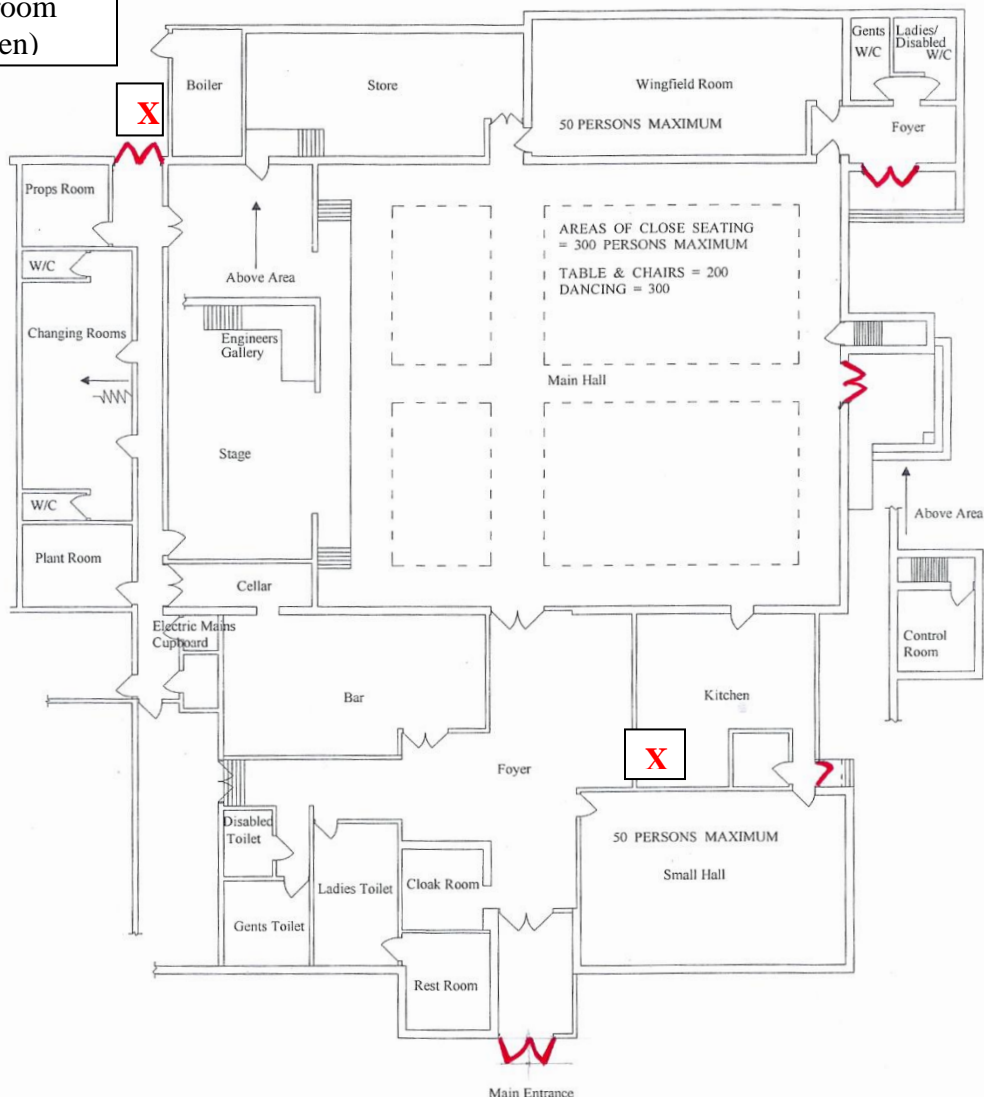 room
en)
Gents
W/C
Ladies/
Disabled
W/C
Boiler
Store
Wingfield Room
50 PERSONS MAXIMUM
Foyer
X
Props Room
AREAS OF CLOSE SEATING
= 300 PERSONS MAXIMUM
TABLE & CHAIRS = 200
DANCING = 300
W/C
Above Area
Changing Rooms
Engineers
Gallery
Main Hall
Stage
W/C
Above Area
Plant Room
Cellar
Electric Mains
Cupboard
Control
Room
Bar
Kitchen
X
Foyer
Disabled
Toilet
50 PERSONS MAXIMUM
Small Hall
Ladies Toilet
Cloak Room
Gents Toilet
Rest Room
Main Entrance